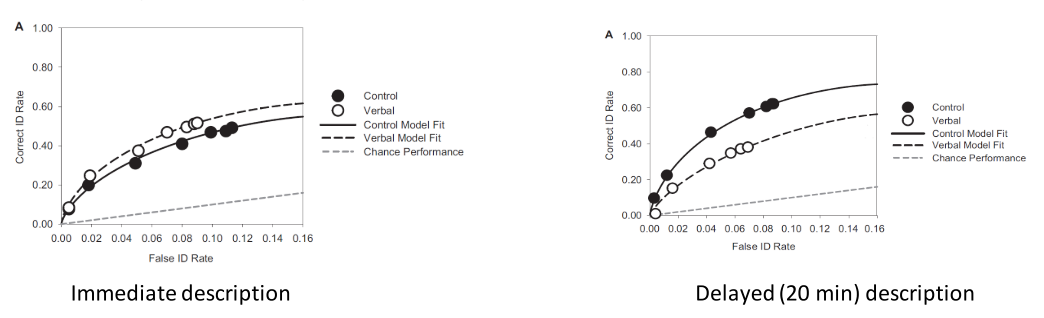 A
1.00
0.80
0.60
0.40
0.20
0.00
Correct ID Rate
0.00 0.02 0.04 0.06 0.08 0.10 0.12 0.14 0.16
False ID Rate
Control
Verbal
Control Model Fit
Verbal Model Fit
Chance Performance
Immediate description
A
1.00
0.80
0.60
0.40
0.20
0.00
Correct ID Rate
0.00 0.02 0.04 0.06 0.08 0.10 0.12 0.14 0.16
False ID Rate
Control
Verbal
Control Model Fit
Verbal Model Fit
Chance Performance
Delayed (20 min) description